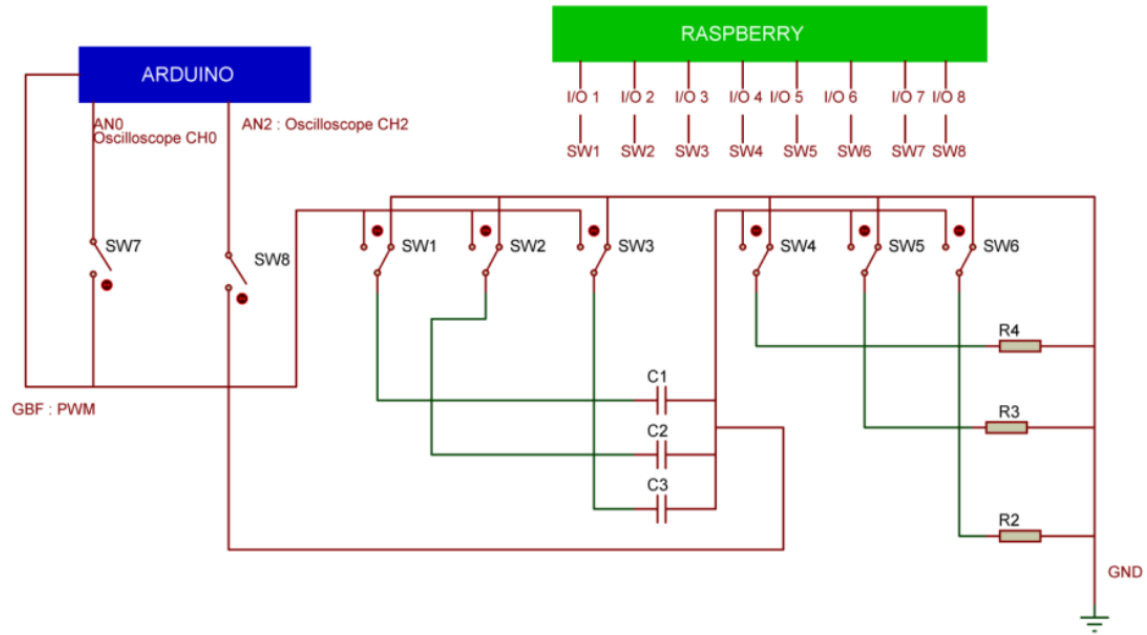 RASPBERRY
ARDUINO
I/O 1 I/O 2 I/O 3 I/O 4 I/O 5 I/O 6 I/O 7 I/O 8
AN0
Oscilloscope CH0
AN2 : Oscilloscope CH2
SW1 SW2 SW3 SW4 SW5 SW6 SW7 SW8
SW7
SW8
SW1
SW2
SW3
SW4
SW5
SW6
R4
C1
GBF : PWM
R3
C2
C3
R2
GND